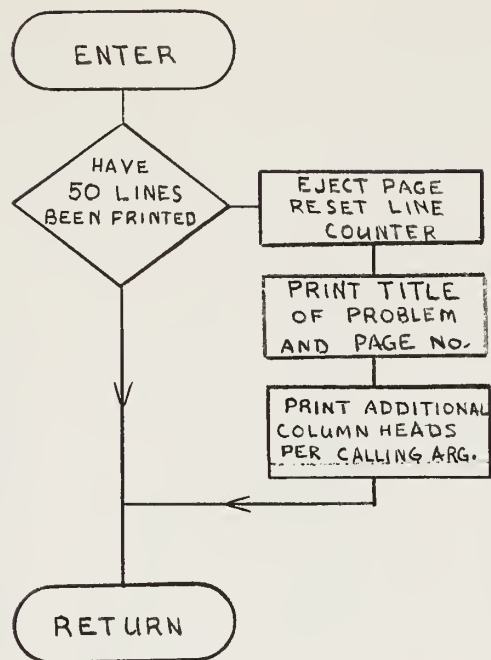 ENTER
HAVE
50 LINES
BEEN PRINTED
EJECT PAGE
RESET LINE
COUNTER
PRINT TITLE
OF PROBLEM
AND PAGE NO.
PRINT ADDITIONAL
COLUMN HEADS
PER CALLING ARG.
RETURN